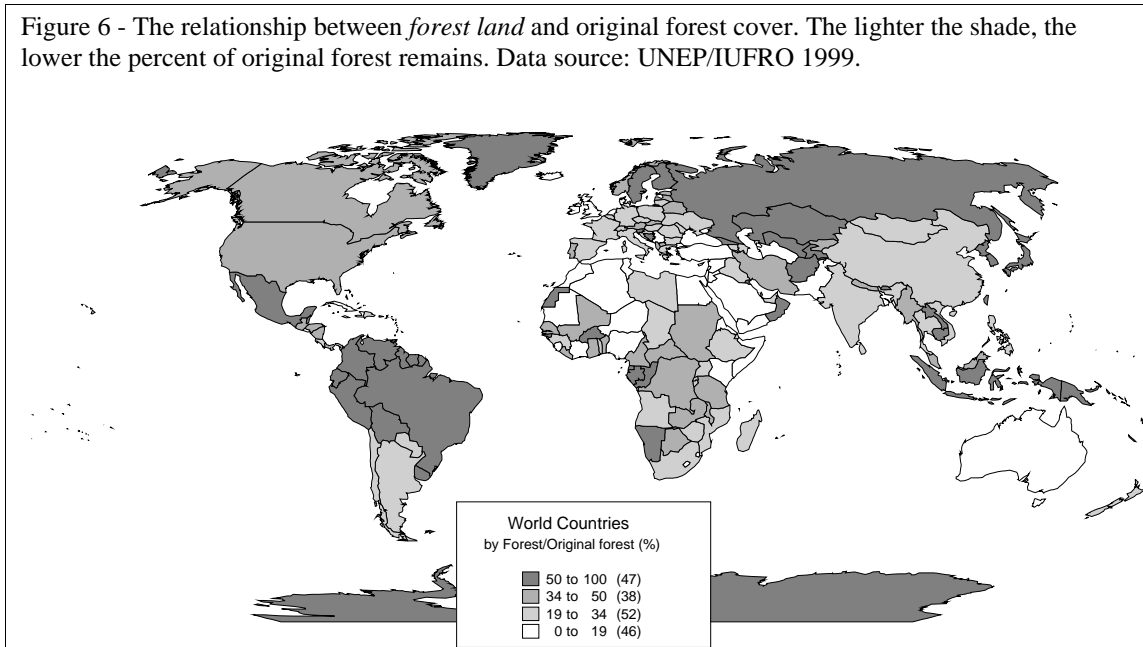 Figure 6 - The relationship between forest land and original forest cover. The lighter the shade, the
lower the percent of original forest remains. Data source: UNEP/IUFRO 1999.
World Countries
by Forest/Original forest (%)
50 to 100 (47)
34 to 50 (38)
19 to 34 (52)
0 to 19 (46)